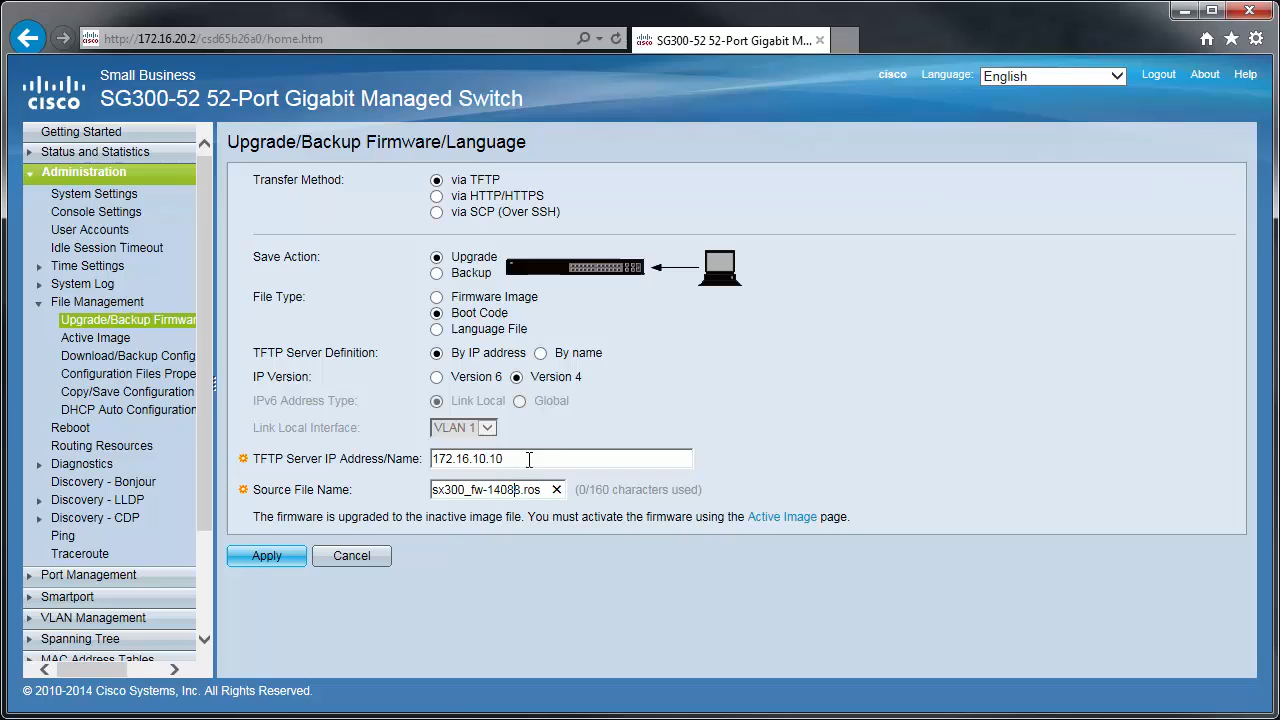 http://172.16.20.2/csd65b26a0/home.htm
SG300-52 52-Port Gigabit M...
Small Business
cisco
SG300-52 52-Port Gigabit Managed Switch
cisco Language: English Logout About Help
Getting Started
Status and Statistics
Administration
System Settings
Console Settings
User Accounts
Idle Session Timeout
Time Settings
System Log
File Management
Upgrade/Backup Firmwar
Active Image
Download/Backup Config
Configuration Files Prope
Copy/Save Configuration
DHCP Auto Configuration
Reboot
Routing Resources
Diagnostics
Discovery - Bonjour
Discovery - LLDP
Discovery - CDP
Ping
Traceroute
Port Management
Smartport
VLAN Management
Spanning Tree
MAC Address Tables
Upgrade/Backup Firmware/Language
Transfer Method: via TFTP
via HTTP/HTTPS
via SCP (Over SSH)
Save Action: Upgrade
Backup
File Type: Firmware Image
Boot Code
Language File
TFTP Server Definition: By IP address By name
IP Version: Version 6 Version 4
IPv6 Address Type: Link Local Global
Link Local Interface: VLAN 1
TFTP Server IP Address/Name: 172.16.10.10
Source File Name: sx300_fw-14088.ros (0/160 characters used)
The firmware is upgraded to the inactive image file. You must activate the firmware using the Active Image page.
Apply Cancel
© 2010-2014 Cisco Systems, Inc. All Rights Reserved.